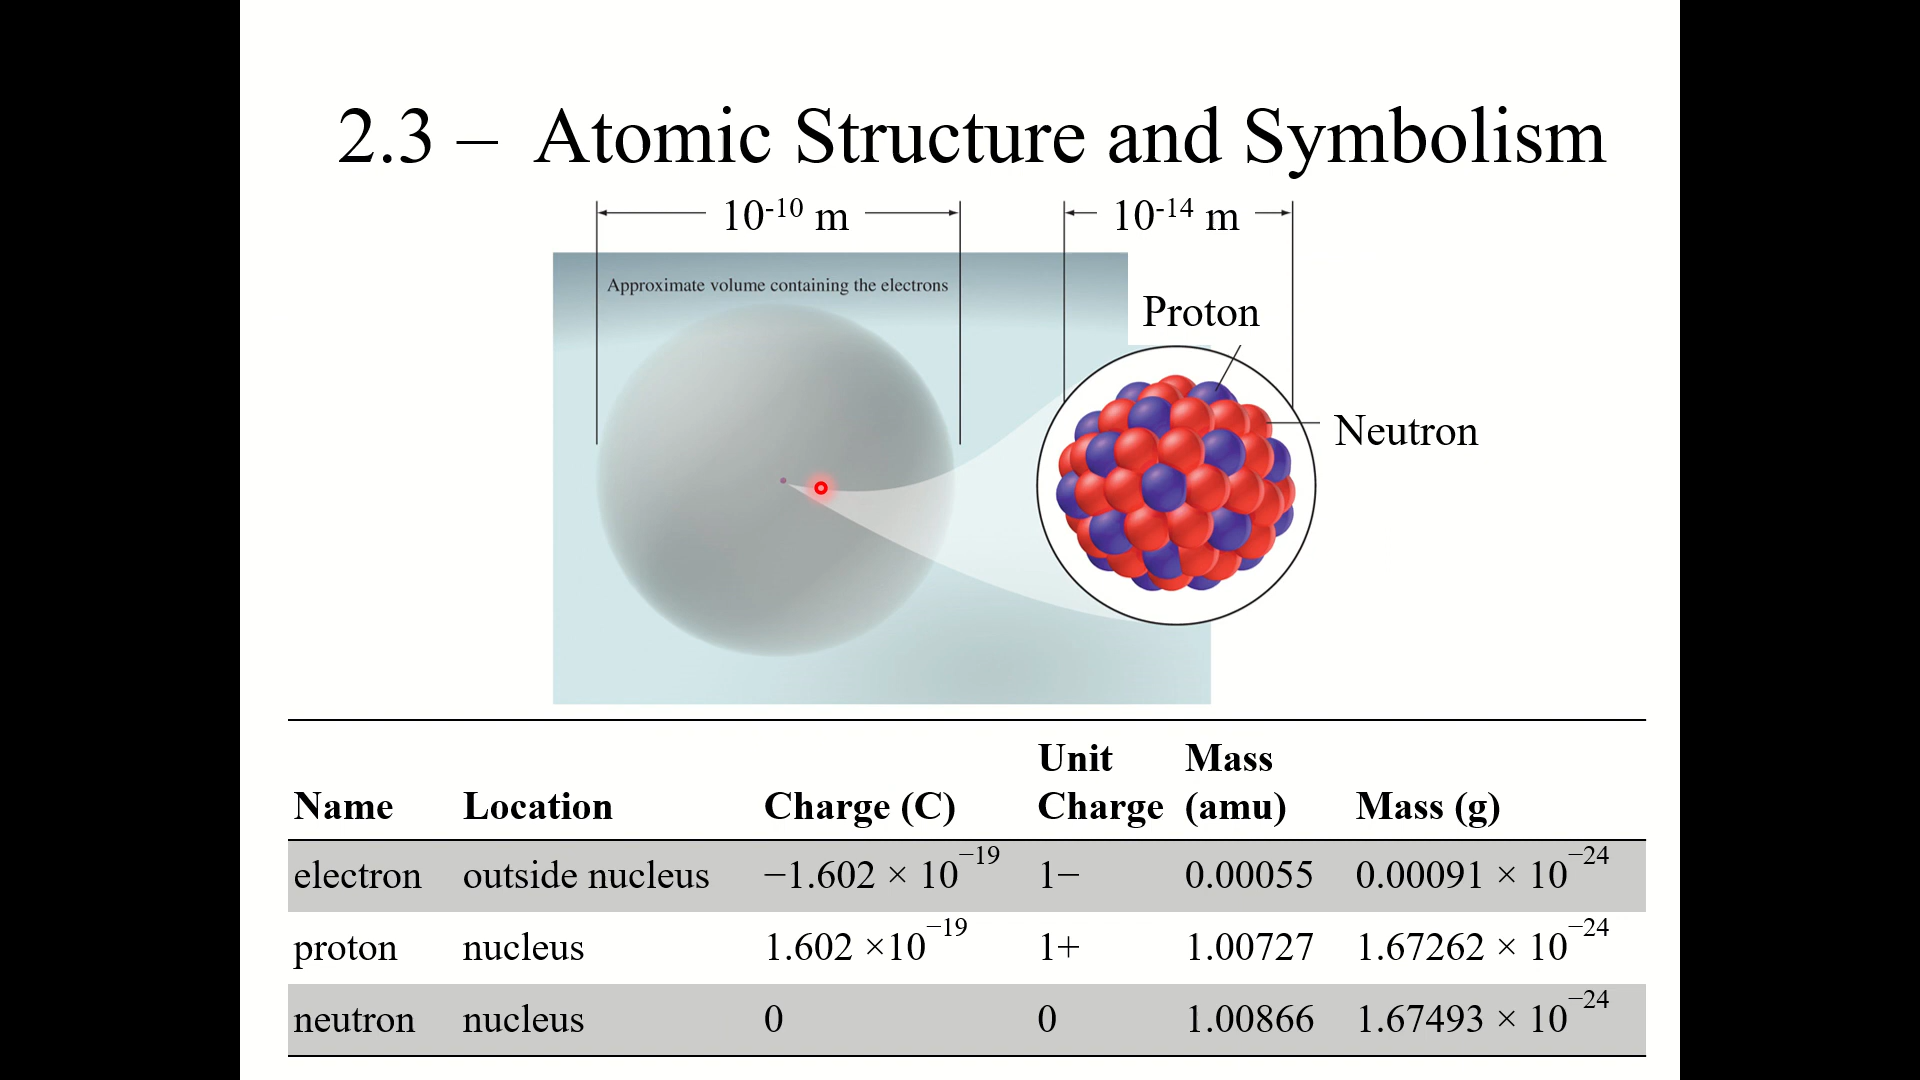 2.3 – Atomic Structure and Symbolism
10⁻¹⁰ m
10⁻¹⁴ m
Approximate volume containing the electrons
Proton
Neutron
Name Location Charge (C) Unit Charge Mass (amu) Mass (g)
electron outside nucleus −1.602 × 10⁻¹⁹ 1− 0.00055 0.00091 × 10⁻²⁴
proton nucleus 1.602 ×10⁻¹⁹ 1+ 1.00727 1.67262 × 10⁻²⁴
neutron nucleus 0 0 1.00866 1.67493 × 10⁻²⁴